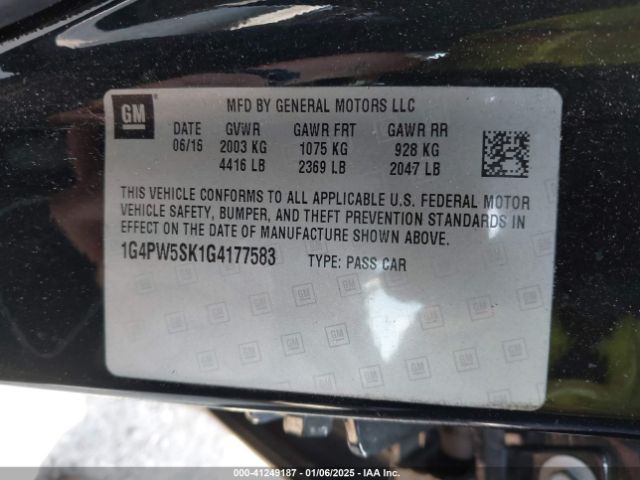 GM
MFD BY GENERAL MOTORS LLC
DATE GVWR GAWR FRT GAWR RR
06/16 2003 KG 1075 KG 928 KG
4416 LB 2369 LB 2047 LB
THIS VEHICLE CONFORMS TO ALL APPLICABLE U.S. FEDERAL MOTOR
VEHICLE SAFETY, BUMPER, AND THEFT PREVENTION STANDARDS IN
EFFECT ON THE DATE OF MANUFACTURE SHOWN ABOVE.
1G4PW5SK1G4177583 TYPE: PASS CAR
000-41249187 - 01/06/2025 - IAA Inc.